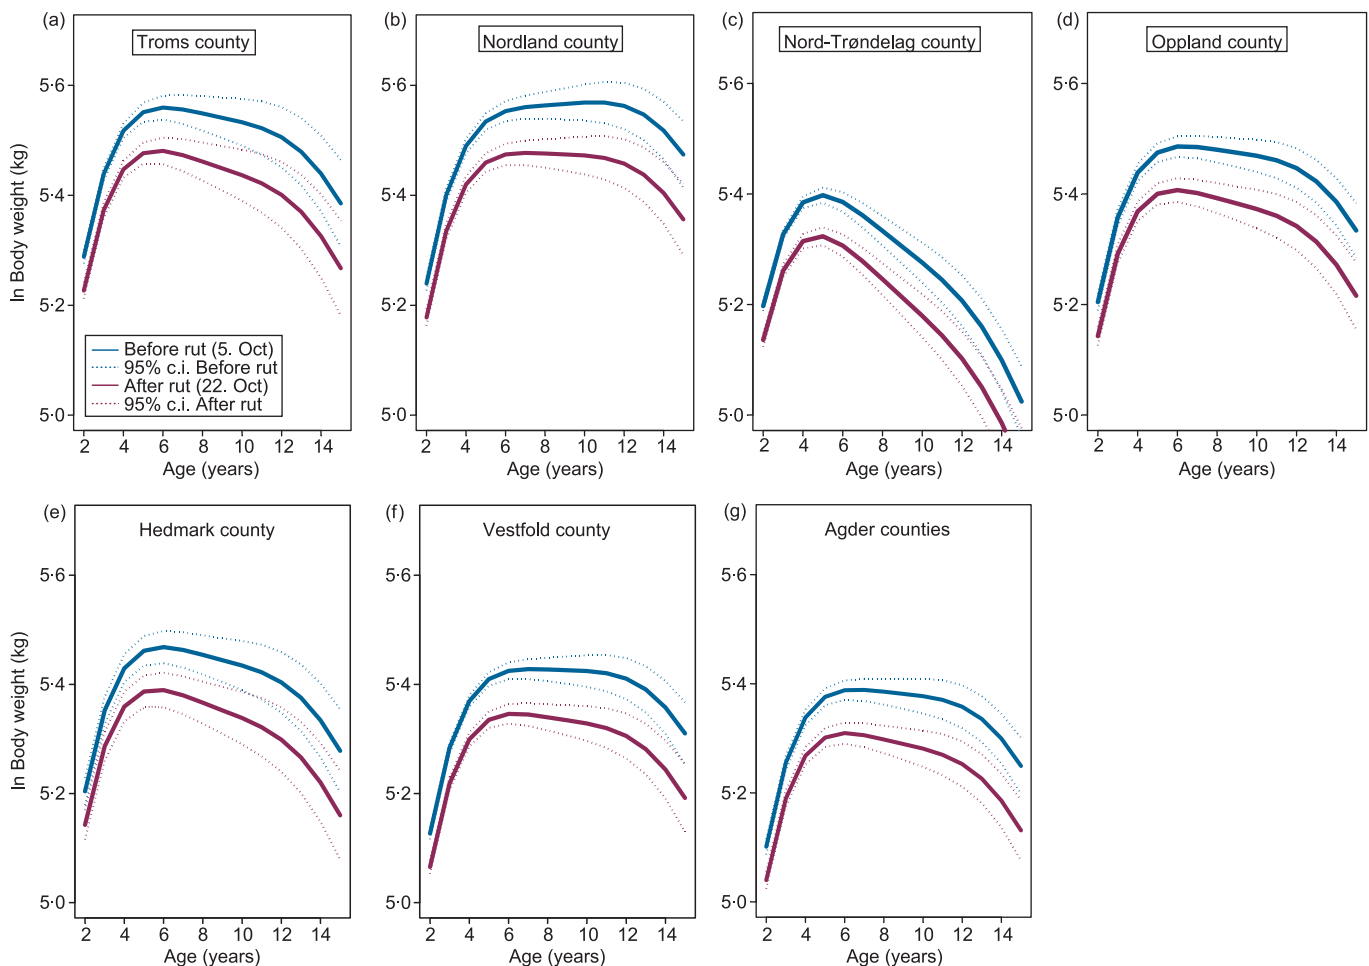 (a)
Troms county
5·6
5·4
5·2
5·0
ln Body weight (kg)
Before rut (5. Oct)
95% c.i. Before rut
After rut (22. Oct)
95% c.i. After rut
2 4 6 8 10 12 14
Age (years)
(b)
Nordland county
5·6
5·4
5·2
5·0
2 4 6 8 10 12 14
Age (years)
(c)
Nord-Trøndelag county
5·6
5·4
5·2
5·0
2 4 6 8 10 12 14
Age (years)
(d)
Oppland county
5·6
5·4
5·2
5·0
2 4 6 8 10 12 14
Age (years)
(e)
Hedmark county
5·6
5·4
5·2
5·0
ln Body weight (kg)
2 4 6 8 10 12 14
Age (years)
(f)
Vestfold county
5·6
5·4
5·2
5·0
2 4 6 8 10 12 14
Age (years)
(g)
Agder counties
5·6
5·4
5·2
5·0
2 4 6 8 10 12 14
Age (years)